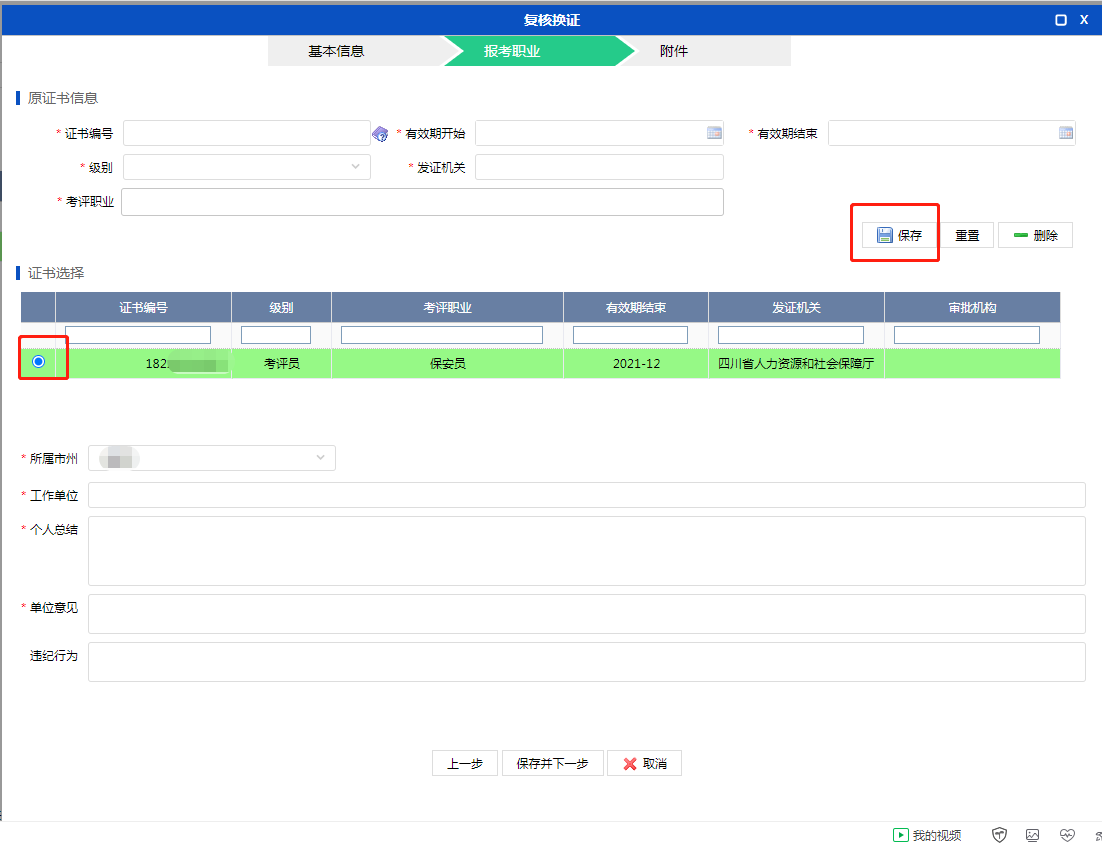 复核换证 X
基本信息 报考职业 附件
原证书信息
* 证书编号 * 有效期开始 * 有效期结束
* 级别 * 发证机关
* 考评职业
保存 重置 删除
证书选择
证书编号 级别 考评职业 有效期结束 发证机关 审批机构
182 考评员 保安员 2021-12 四川省人力资源和社会保障厅
* 所属市州
* 工作单位
* 个人总结
* 单位意见
违纪行为
上一步 保存并下一步 取消
我的视频